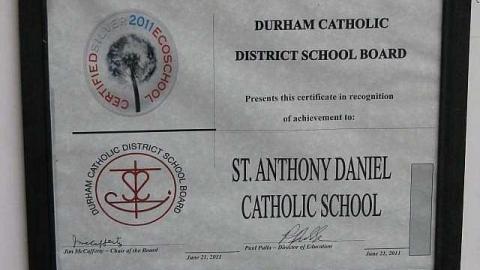 CERTIFIED SILVER 2011 ECOSCHOOL
DURHAM CATHOLIC
DISTRICT SCHOOL BOARD
Presents this certificate in recognition
of achievement to:
DURHAM CATHOLIC DISTRICT SCHOOL BOARD
ST. ANTHONY DANIEL
CATHOLIC SCHOOL
Jim McCafferty – Chair of the Board
June 21, 2011
Paul Pulla – Director of Education
June 21, 2011